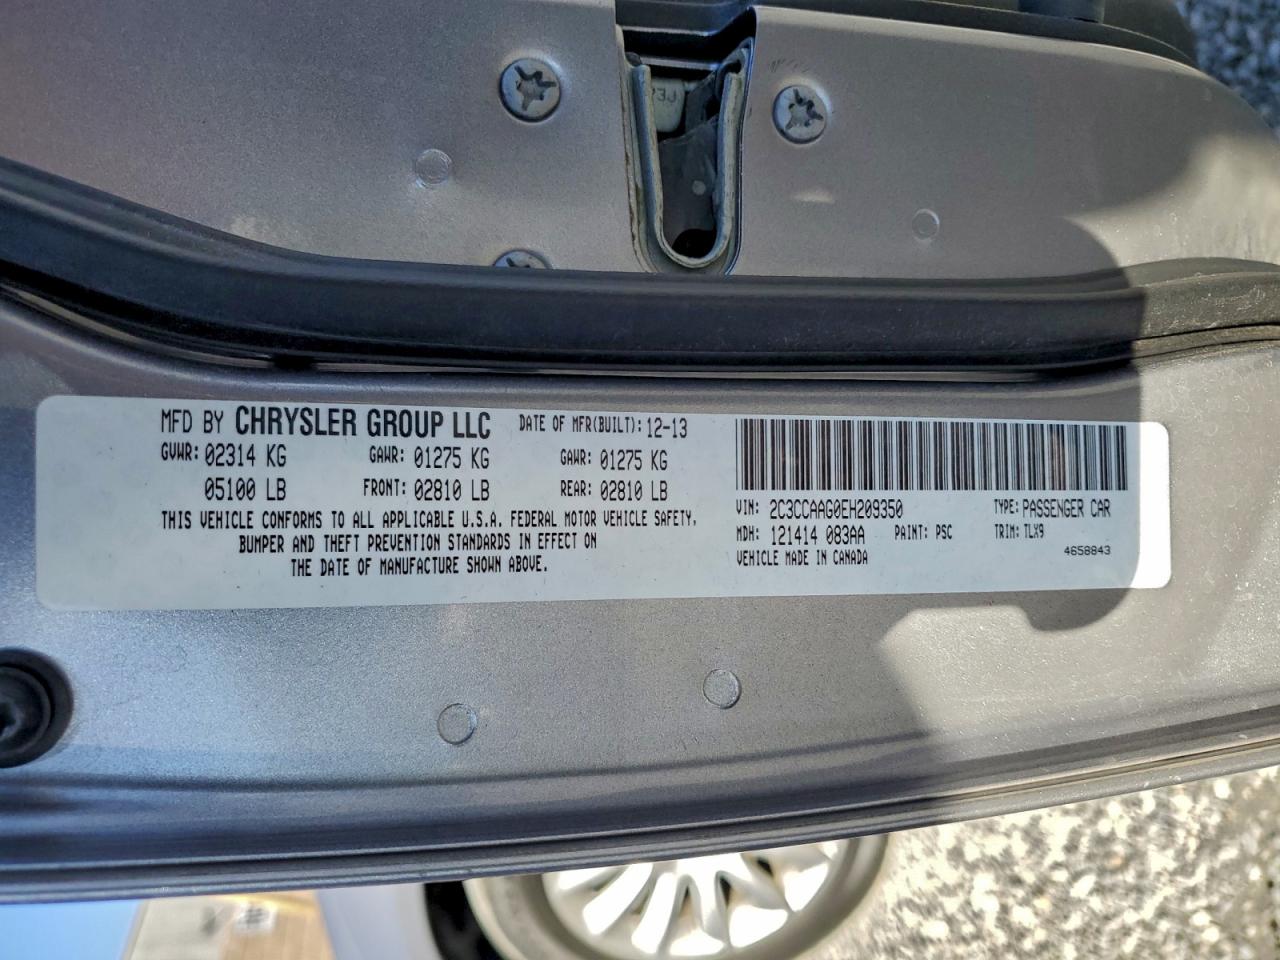 73J
MFD BY CHRYSLER GROUP LLC DATE OF MFR(BUILT): 12-13
GVWR: 02314 KG GAWR: 01275 KG GAWR: 01275 KG
05100 LB FRONT: 02810 LB REAR: 02810 LB
THIS VEHICLE CONFORMS TO ALL APPLICABLE U.S.A. FEDERAL MOTOR VEHICLE SAFETY,
BUMPER AND THEFT PREVENTION STANDARDS IN EFFECT ON
THE DATE OF MANUFACTURE SHOWN ABOVE.
VIN: 2C3CCAAG0EH209350 TYPE: PASSENGER CAR
MDH: 121414 083AA PAINT: PSC TRIM: TLX9
VEHICLE MADE IN CANADA 4658843